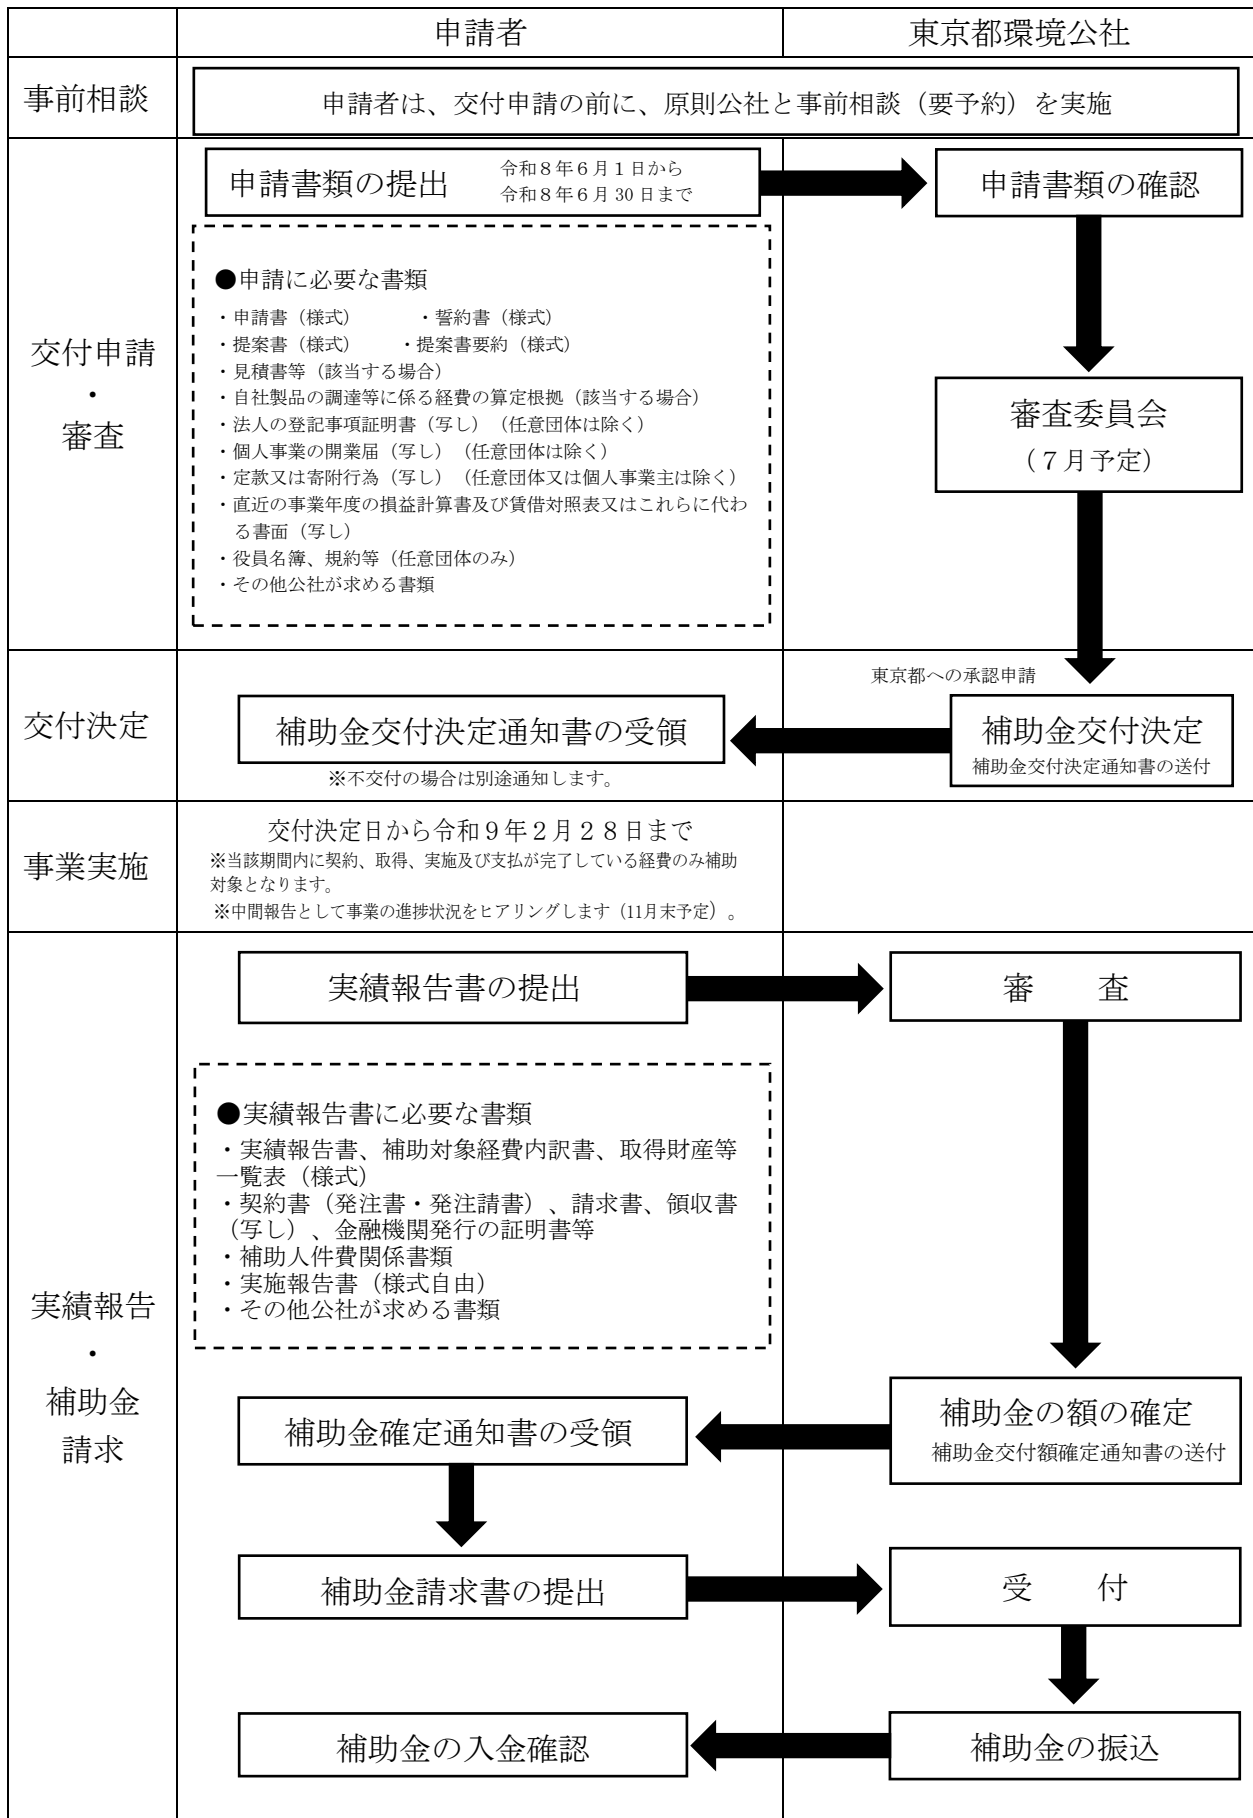 申請者
東京都環境公社
事前相談
申請者は、交付申請の前に、原則公社と事前相談（要予約）を実施
交付申請
・
審査
申請書類の提出
令和８年６月１日から
令和８年６月 30 日まで
申請書類の確認
●申請に必要な書類
・申請書（様式）　　　・誓約書（様式）
・提案書（様式）　　・提案書要約（様式）
・見積書等（該当する場合）
・自社製品の調達等に係る経費の算定根拠（該当する場合）
・法人の登記事項証明書（写し）（任意団体は除く）
・個人事業の開業届（写し）（任意団体は除く）
・定款又は寄附行為（写し）（任意団体又は個人事業主は除く）
・直近の事業年度の損益計算書及び賃借対照表又はこれらに代わ
る書面（写し）
・役員名簿、規約等（任意団体のみ）
・その他公社が求める書類
審査委員会
（７月予定）
交付決定
東京都への承認申請
補助金交付決定通知書の受領
※不交付の場合は別途通知します。
補助金交付決定
補助金交付決定通知書の送付
事業実施
交付決定日から令和９年２月２８日まで
※当該期間内に契約、取得、実施及び支払が完了している経費のみ補助
対象となります。
※中間報告として事業の進捗状況をヒアリングします（11月末予定）。
実績報告
・
補助金
請求
実績報告書の提出
審　　査
●実績報告書に必要な書類
・実績報告書、補助対象経費内訳書、取得財産等
一覧表（様式）
・契約書（発注書・発注請書）、請求書、領収書
（写し）、金融機関発行の証明書等
・補助人件費関係書類
・実施報告書（様式自由）
・その他公社が求める書類
補助金確定通知書の受領
補助金の額の確定
補助金交付額確定通知書の送付
補助金請求書の提出
受　　付
補助金の入金確認
補助金の振込